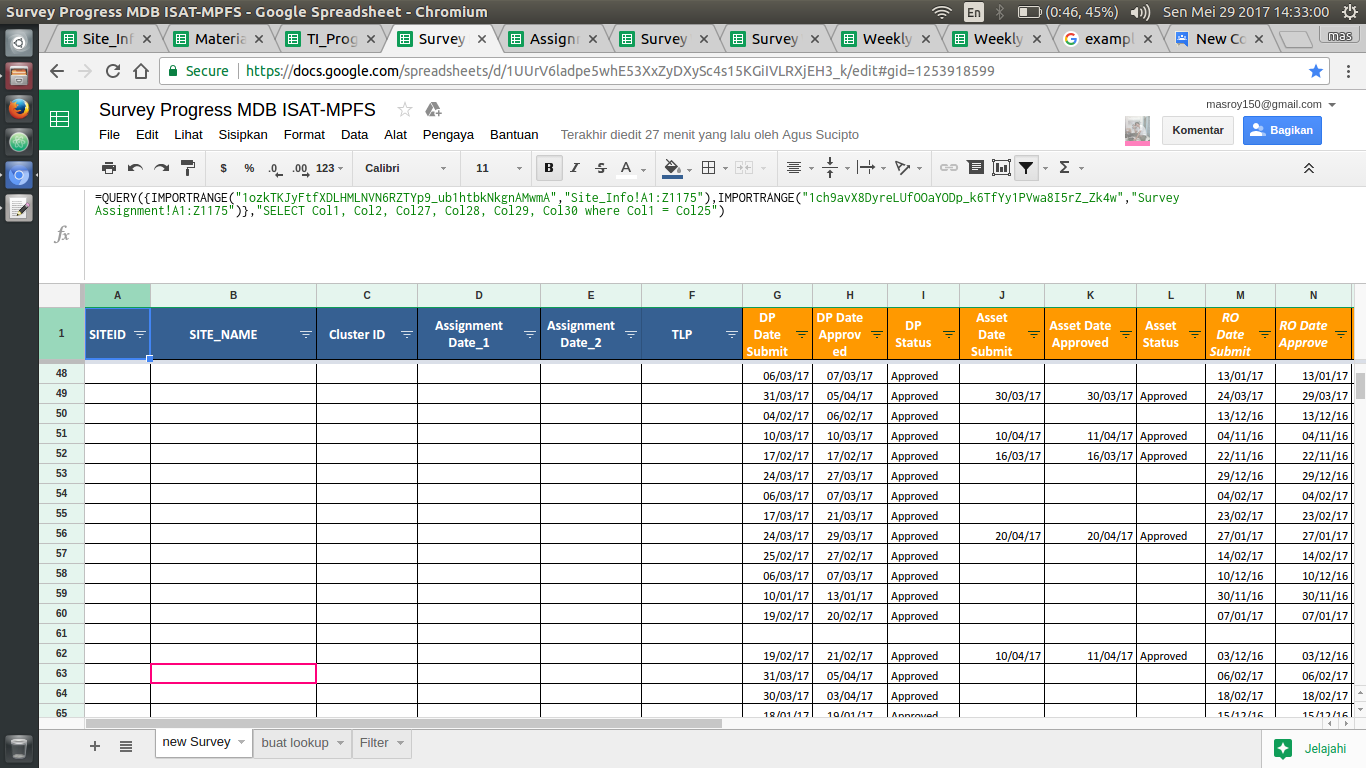 Survey Progress MDB ISAT-MPFS - Google Spreadsheet - Chromium
En (0:46, 45%) Sen Mei 29 2017 14:33:00
Site_Inf Materia TI_Prog Survey Assignm Survey Survey Weekly Weekly exampl New Co mas
Secure https://docs.google.com/spreadsheets/d/1UUrV6ladpe5whE53XxZyDXySc4s15KGiIVLRXjEH3_k/edit#gid=1253918599
Survey Progress MDB ISAT-MPFS
masroy150@gmail.com
File Edit Lihat Sisipkan Format Data Alat Pengaya Bantuan Terakhir diedit 27 menit yang lalu oleh Agus Sucipto
Komentar Bagikan
$ % .0 .00 123 Calibri 11 B I S A Σ
=QUERY({IMPORTRANGE("1ozkTKJyFtfXDLHMLNVN6RZTYp9_ub1htbkNkgnAMwmA","Site_Info!A1:Z1175"),IMPORTRANGE("1ch9avX8DyreLUfOOaYODp_k6TfYy1PVwa8I5rZ_Zk4w","Survey
Assignment!A1:Z1175")},"SELECT Col1, Col2, Col27, Col28, Col29, Col30 where Col1 = Col25")
fx
A B C D E F G H I J K L M N
1 SITEID SITE_NAME Cluster ID Assignment Date_1 Assignment Date_2 TLP DP Date Submit DP Date Approved DP Status Asset Date Submit Asset Date Approved Asset Status RO Date Submit RO Date Approve
48 06/03/17 07/03/17 Approved 13/01/17 13/01/17
49 31/03/17 05/04/17 Approved 30/03/17 30/03/17 Approved 24/03/17 29/03/17
50 04/02/17 06/02/17 Approved 13/12/16 13/12/16
51 10/03/17 10/03/17 Approved 10/04/17 11/04/17 Approved 04/11/16 04/11/16
52 17/02/17 17/02/17 Approved 16/03/17 16/03/17 Approved 22/11/16 22/11/16
53 24/03/17 27/03/17 Approved 29/12/16 29/12/16
54 06/03/17 07/03/17 Approved 04/02/17 04/02/17
55 17/03/17 21/03/17 Approved 23/02/17 23/02/17
56 24/03/17 29/03/17 Approved 20/04/17 20/04/17 Approved 27/01/17 27/01/17
57 25/02/17 27/02/17 Approved 14/02/17 14/02/17
58 06/03/17 07/03/17 Approved 10/12/16 10/12/16
59 10/01/17 13/01/17 Approved 30/11/16 30/11/16
60 19/02/17 20/02/17 Approved 07/01/17 07/01/17
61
62 19/02/17 21/02/17 Approved 10/04/17 11/04/17 Approved 03/12/16 03/12/16
63 31/03/17 05/04/17 Approved 06/02/17 06/02/17
64 30/03/17 03/04/17 Approved 18/02/17 18/02/17
65 18/01/17 19/01/17 Approved 15/12/16 15/12/16
new Survey buat lookup Filter Jelajahi